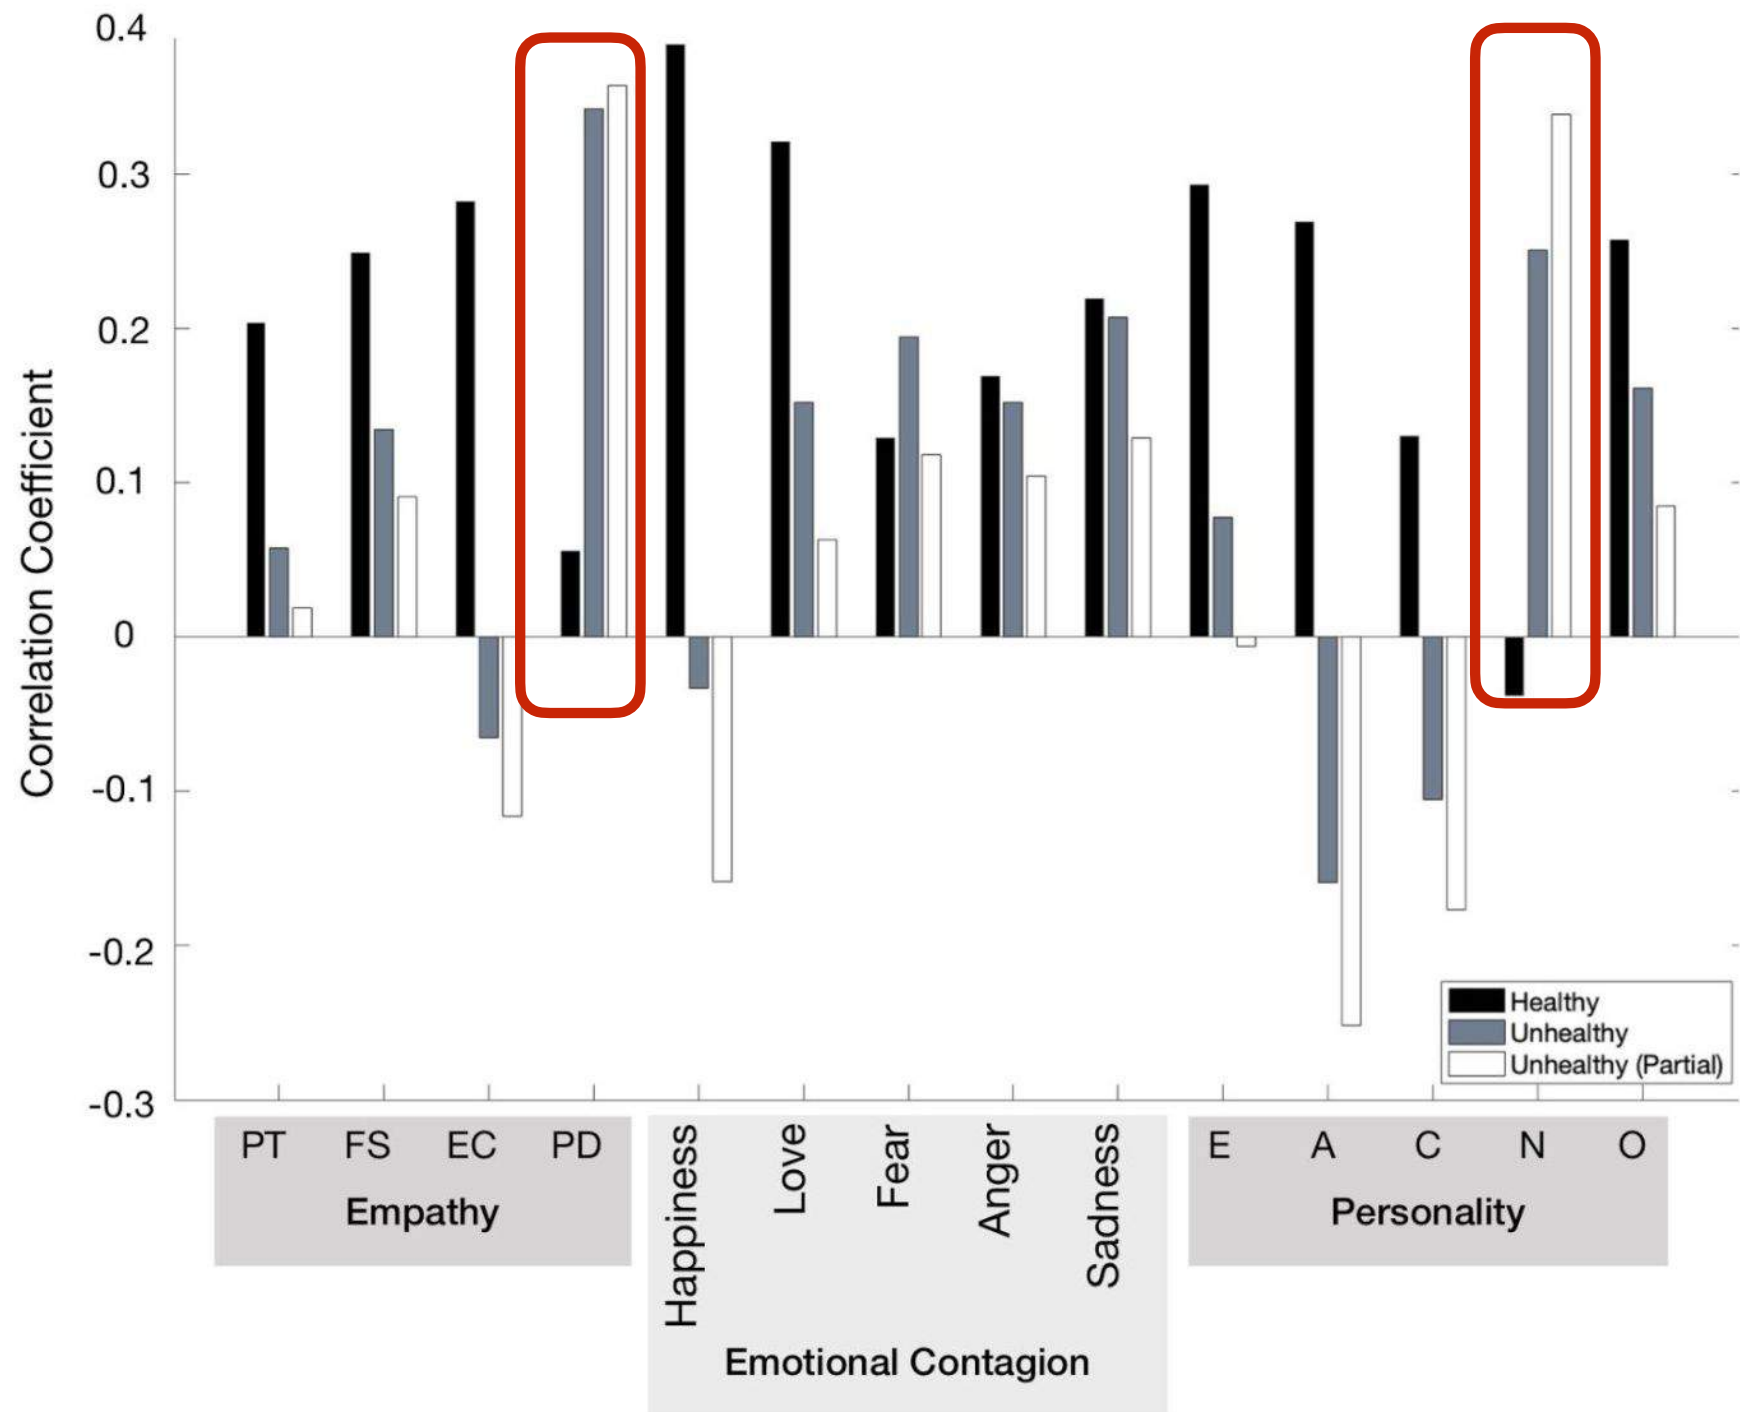 0.4
0.3
0.2
0.1
0
-0.1
-0.2
-0.3
Correlation Coefficient
Healthy
Unhealthy
Unhealthy (Partial)
PT FS EC PD
Empathy
Happiness
Love
Fear
Anger
Sadness
Emotional Contagion
E A C N O
Personality